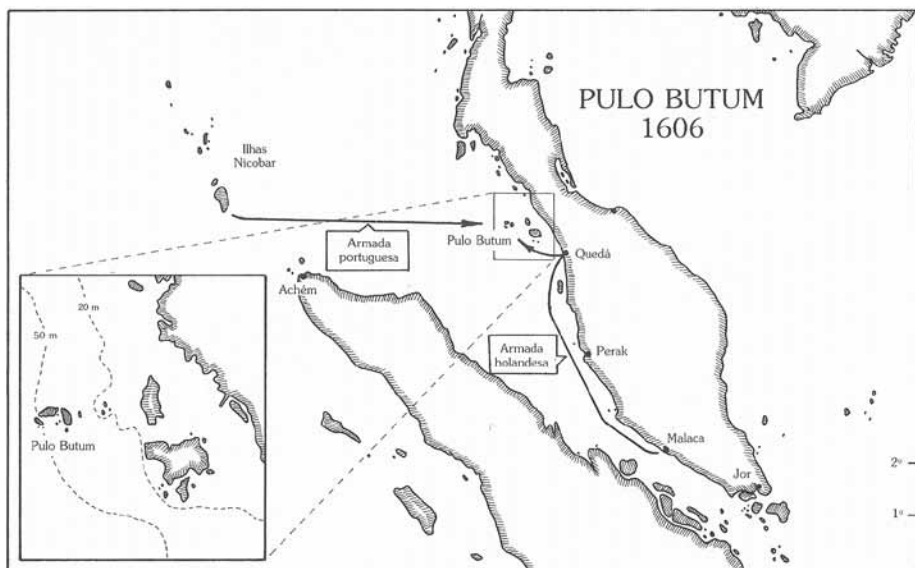 PULO BUTUM
1606
Ilhas
Nicobar
Armada
portuguesa
Pulo Butum
Quedá
Achém
20 m
50 m
Pulo Butum
Armada
holandesa
Perak
Malaca
Jor
2º
1º